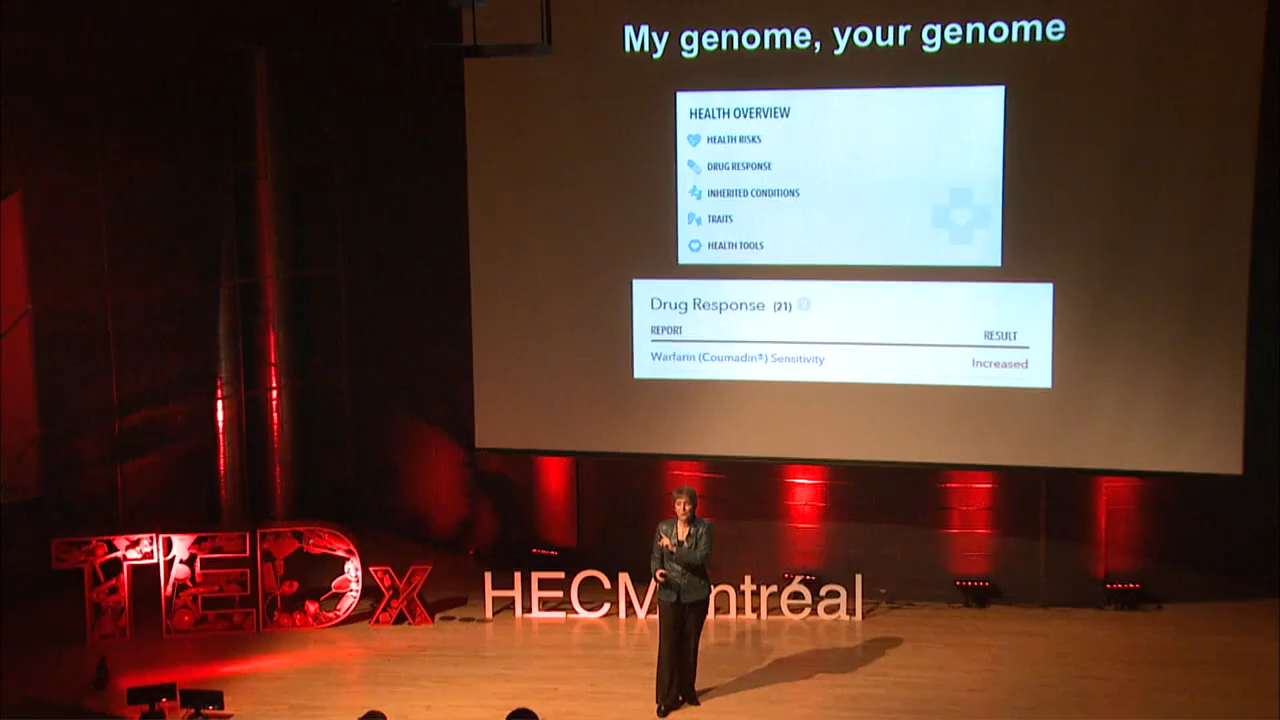 My genome, your genome
HEALTH OVERVIEW
HEALTH RISKS
DRUG RESPONSE
INHERITED CONDITIONS
TRAITS
HEALTH TOOLS
Drug Response (21) ?
REPORT RESULT
Warfarin (Coumadin®) Sensitivity Increased
TEDx HECMontréal